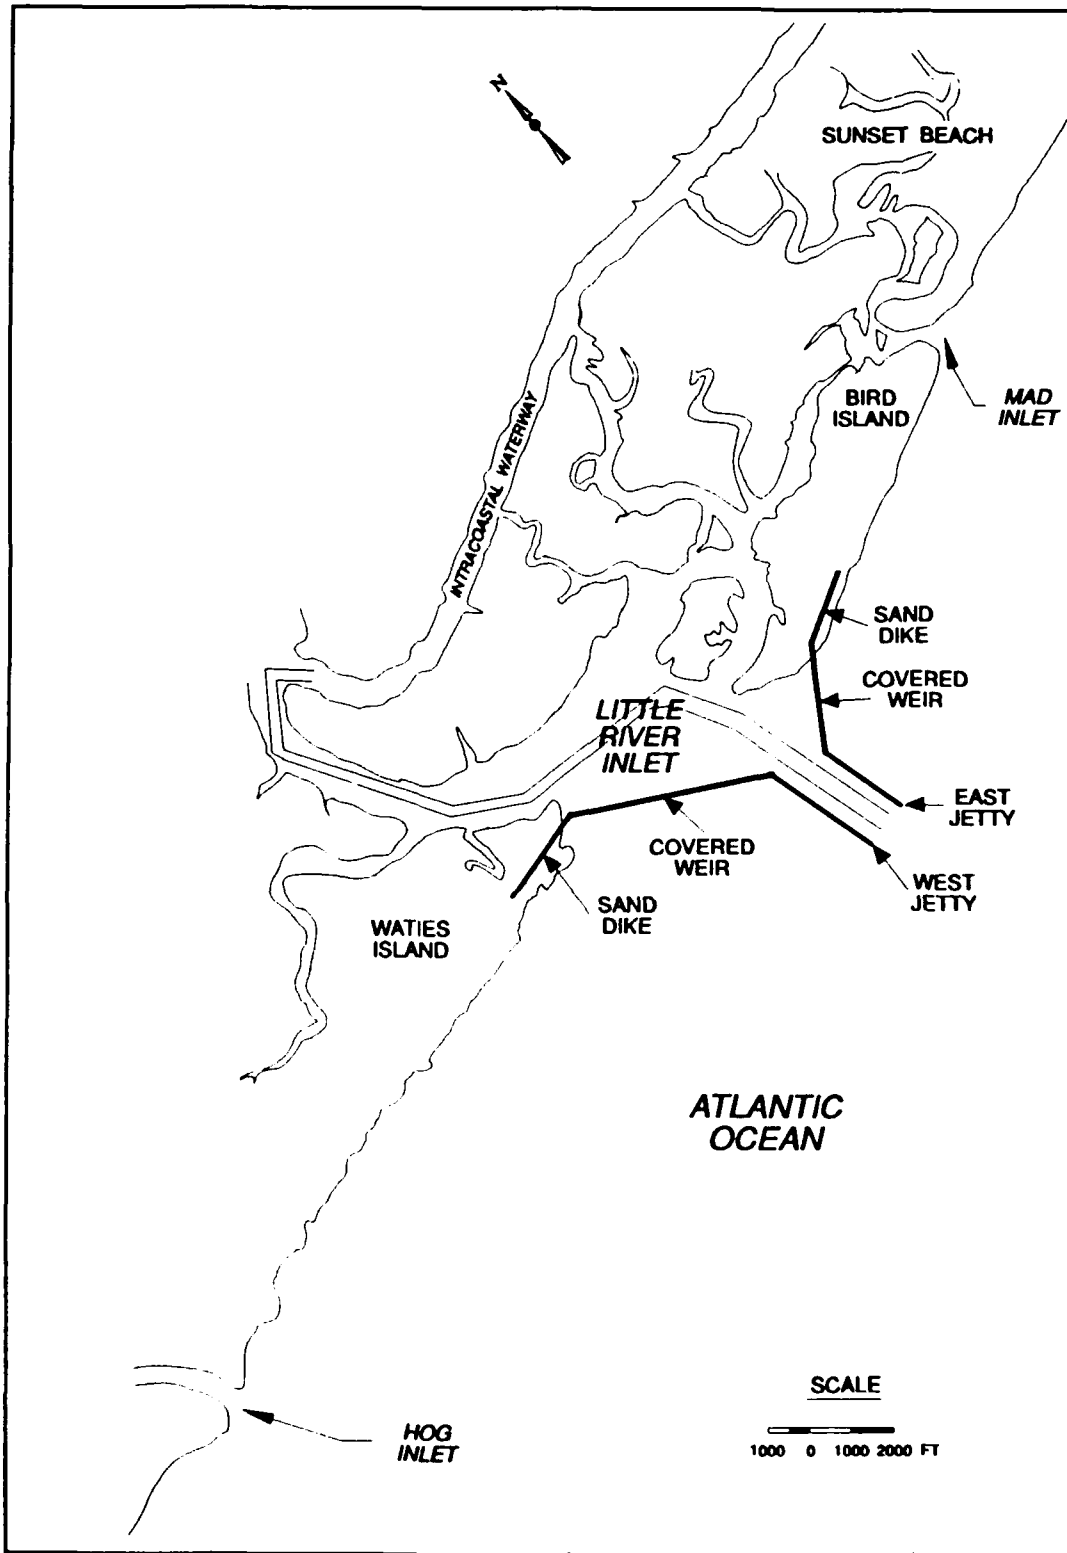 N
SUNSET BEACH
BIRD
ISLAND
MAD
INLET
INTRACOASTAL WATERWAY
SAND
DIKE
COVERED
WEIR
LITTLE
RIVER
INLET
EAST
JETTY
COVERED
WEIR
WEST
JETTY
SAND
DIKE
WATIES
ISLAND
ATLANTIC
OCEAN
SCALE
1000 0 1000 2000 FT
HOG
INLET